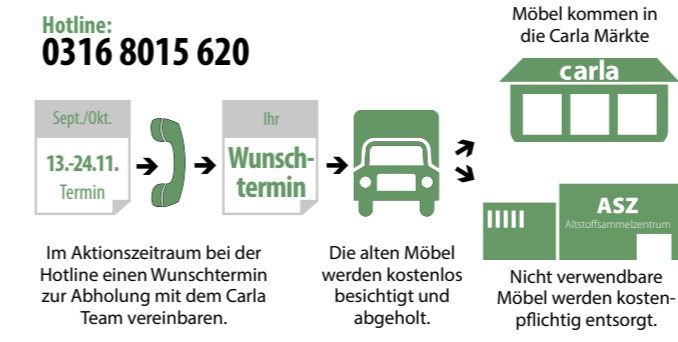 Hotline:
0316 8015 620
Möbel kommen in
die Carla Märkte
carla
Sept./Okt.
13.-24.11.
Termin
Ihr
Wunsch-
termin
ASZ
Altstoffsammelzentrum
Im Aktionszeitraum bei der
Hotline einen Wunschtermin
zur Abholung mit dem Carla
Team vereinbaren.
Die alten Möbel
werden kostenlos
besichtigt und
abgeholt.
Nicht verwendbare
Möbel werden kosten-
pflichtig entsorgt.